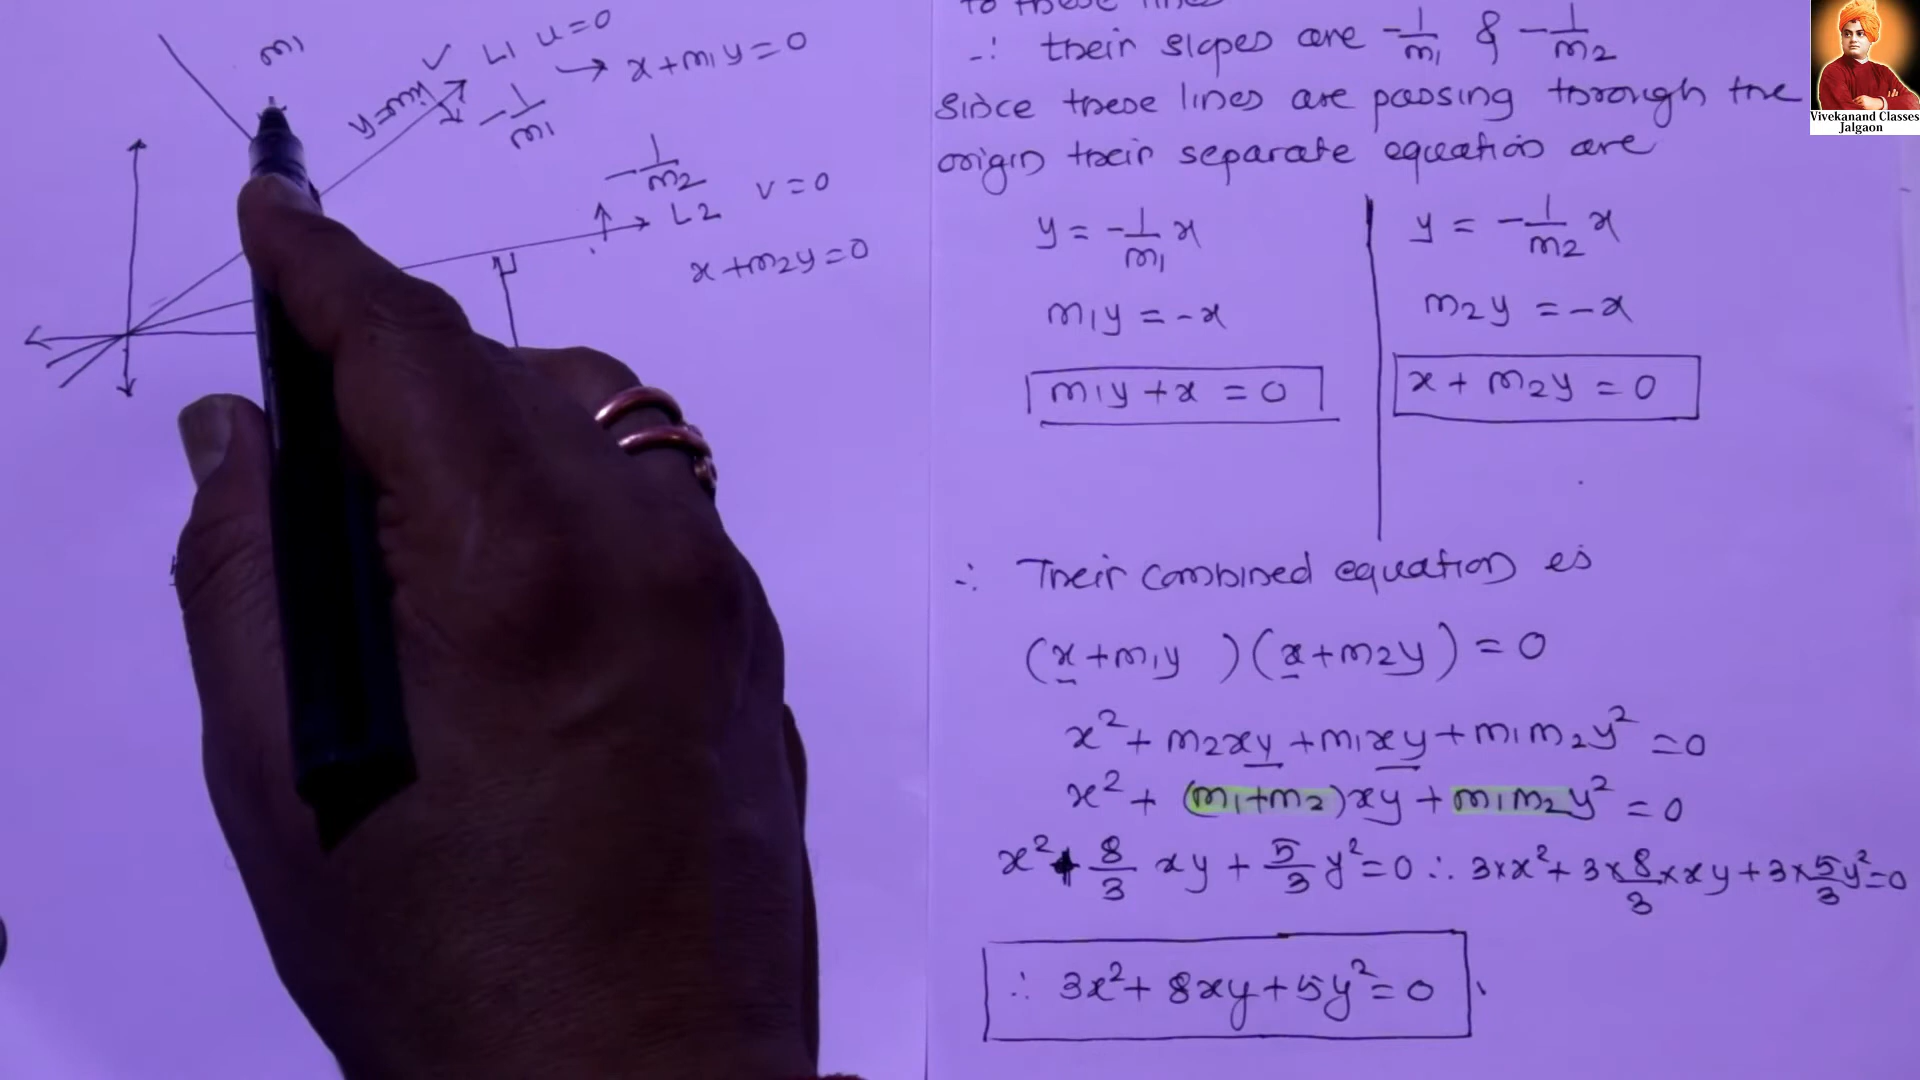 m1
y=m1x
L1 u=0
→ x+m1y=0
-1/m1
-1/m2
v=0
L2
x+m2y=0
to these lines
∴ their slopes are -1/m1 & -1/m2
Since these lines are passing through the
origin their separate equation are
y = -1/m1 x
m1y = -x
m1y + x = 0
y = -1/m2 x
m2y = -x
x + m2y = 0
∴ Their combined equation is
(x+m1y )(x+m2y) = 0
x²+m2xy+m1xy+m1m2y² = 0
x²+(m1+m2)xy+m1m2y² = 0
x²+8/3 xy+5/3 y²=0 ∴ 3×x²+3×8/3×xy+3×5/3y²=0
∴ 3x²+8xy+5y²=0
Vivekanand Classes
Jalgaon